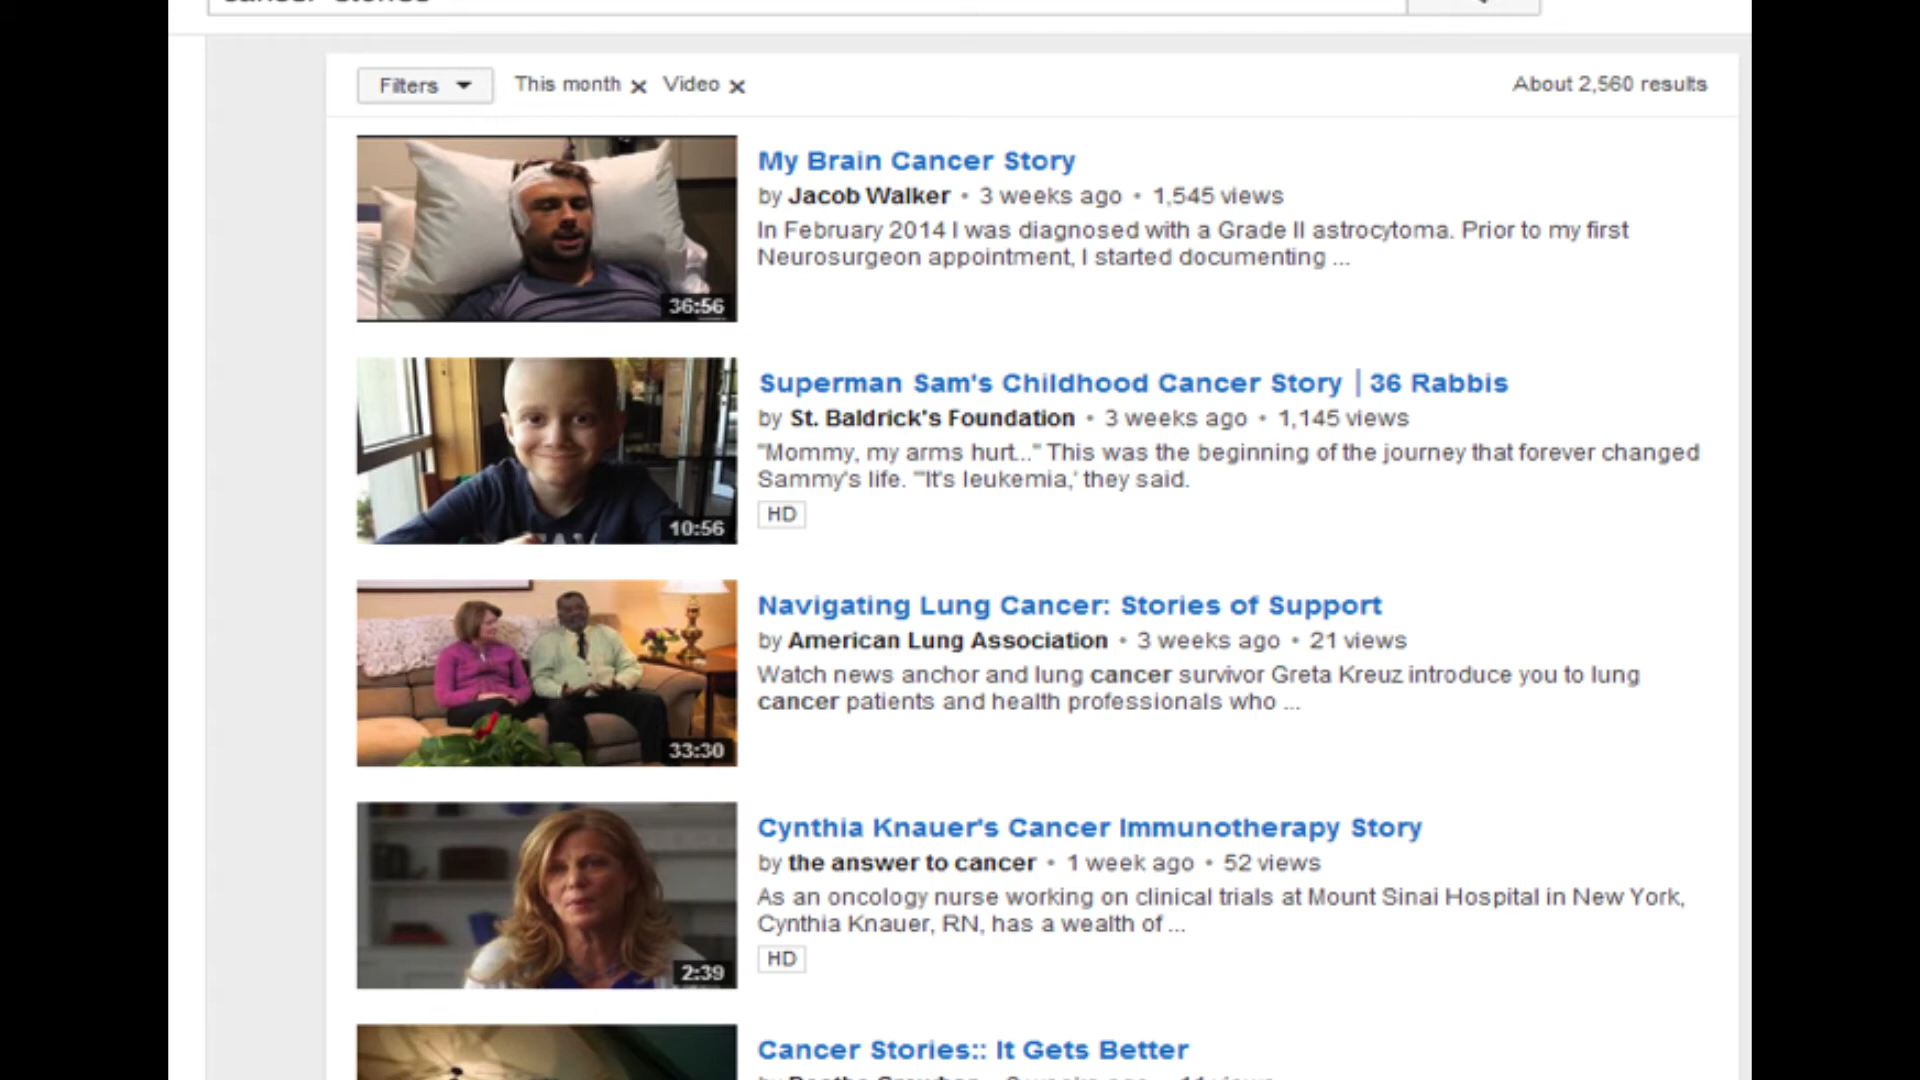 Filters
This month x Video x
About 2,560 results
My Brain Cancer Story
by Jacob Walker • 3 weeks ago • 1,545 views
In February 2014 I was diagnosed with a Grade II astrocytoma. Prior to my first
Neurosurgeon appointment, I started documenting ...
36:56
Superman Sam's Childhood Cancer Story | 36 Rabbis
by St. Baldrick's Foundation • 3 weeks ago • 1,145 views
"Mommy, my arms hurt..." This was the beginning of the journey that forever changed
Sammy's life. "'It's leukemia,' they said.
HD
10:56
Navigating Lung Cancer: Stories of Support
by American Lung Association • 3 weeks ago • 21 views
Watch news anchor and lung cancer survivor Greta Kreuz introduce you to lung
cancer patients and health professionals who ...
33:30
Cynthia Knauer's Cancer Immunotherapy Story
by the answer to cancer • 1 week ago • 52 views
As an oncology nurse working on clinical trials at Mount Sinai Hospital in New York,
Cynthia Knauer, RN, has a wealth of ...
HD
2:39
Cancer Stories:: It Gets Better